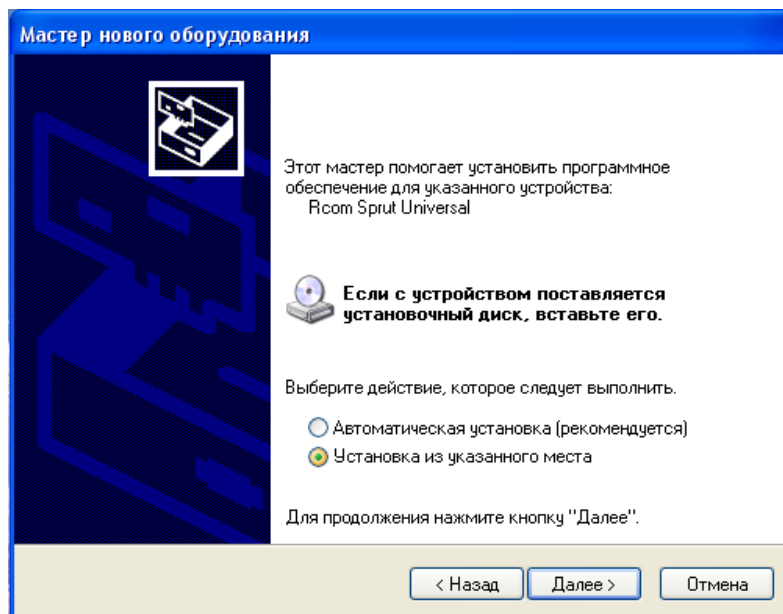 Мастер нового оборудования
Этот мастер помогает установить программное
обеспечение для указанного устройства:
Rcom Sprut Universal
Если с устройством поставляется
установочный диск, вставьте его.
Выберите действие, которое следует выполнить.
Автоматическая установка (рекомендуется)
Установка из указанного места
Для продолжения нажмите кнопку "Далее".
< Назад
Далее >
Отмена